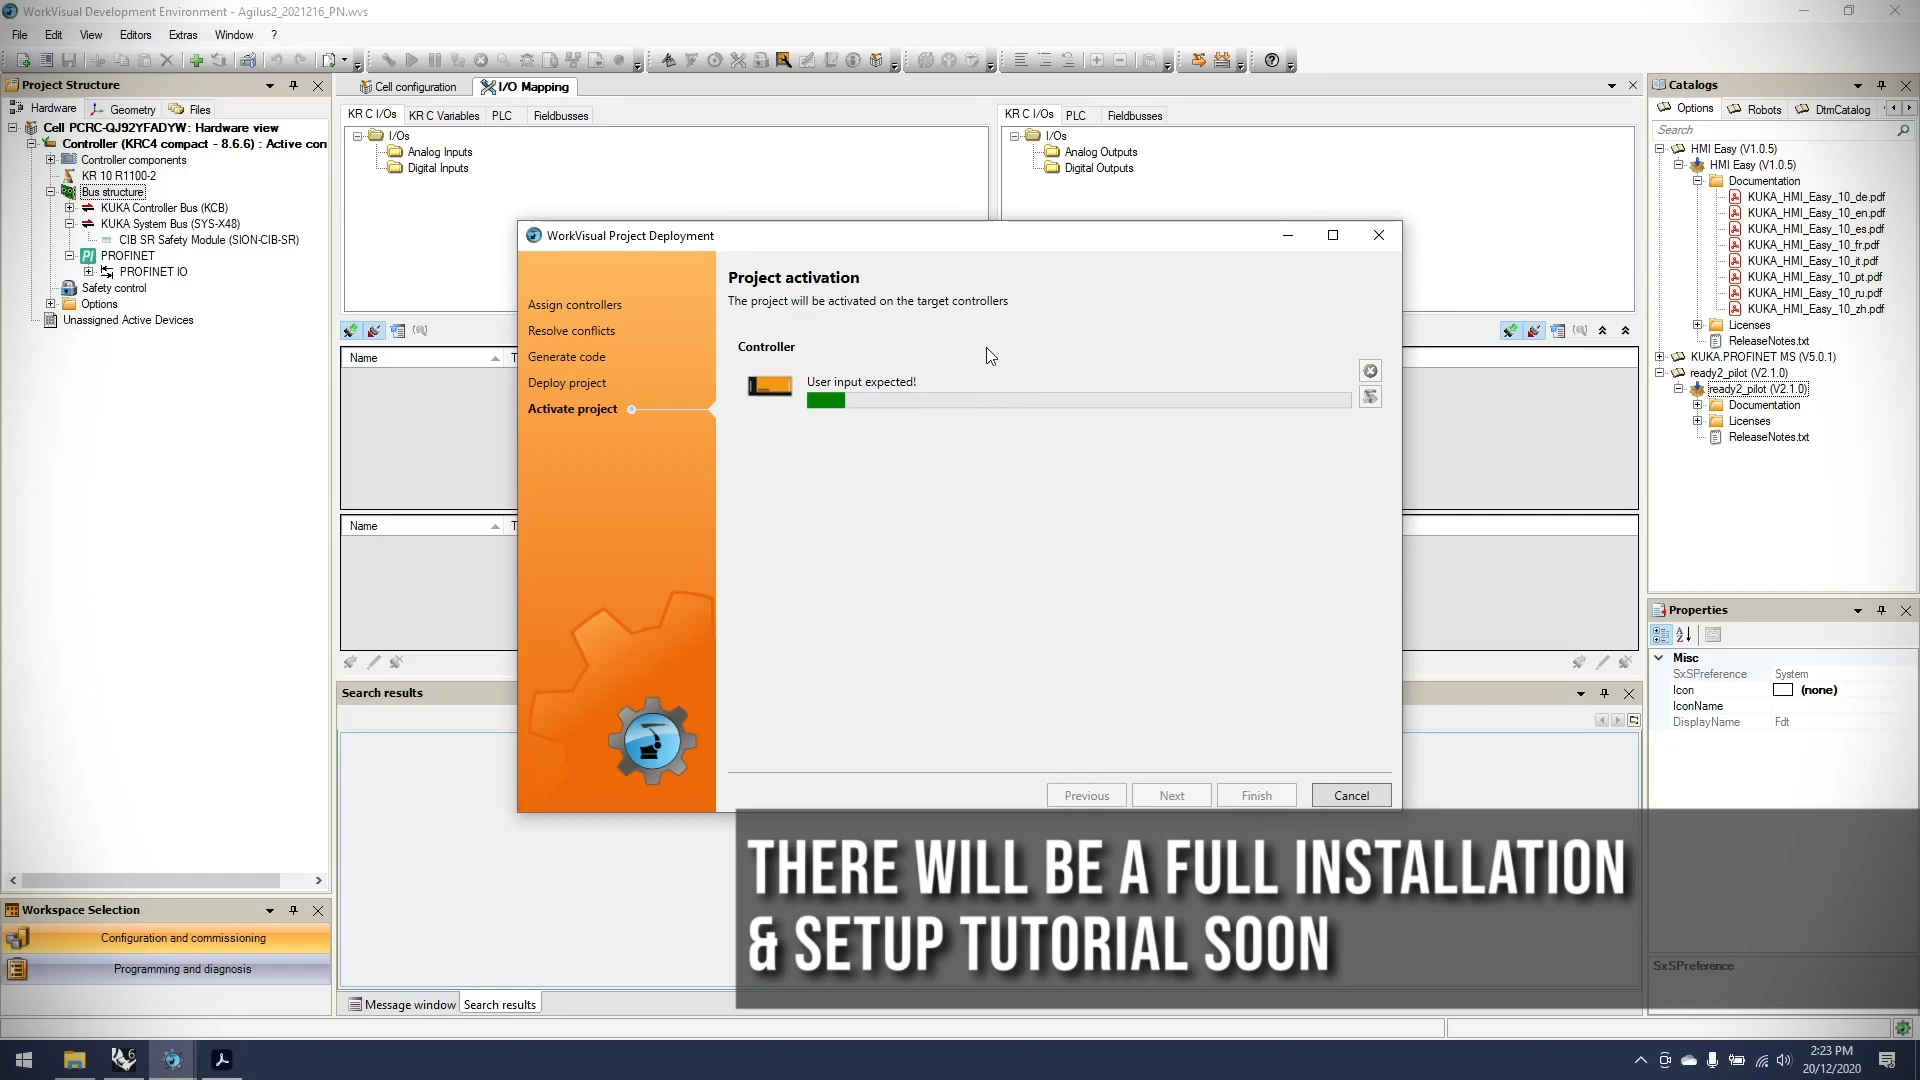 WorkVisual Development Environment - Agilus2_2021216_PN.wvs
File Edit View Editors Extras Window ?
Project Structure
Hardware Geometry Files
Cell PCRC-QJ92YFADYW: Hardware view
Controller (KRC4 compact - 8.6.6) : Active con
Controller components
KR 10 R1100-2
Bus structure
KUKA Controller Bus (KCB)
KUKA System Bus (SYS-X48)
CIB SR Safety Module (SION-CIB-SR)
PROFINET
PROFINET IO
Safety control
Options
Unassigned Active Devices
Workspace Selection
Configuration and commissioning
Programming and diagnosis
Cell configuration I/O Mapping
KR C I/Os KR C Variables PLC Fieldbusses
I/Os
Analog Inputs
Digital Inputs
KR C I/Os PLC Fieldbusses
I/Os
Analog Outputs
Digital Outputs
Name T
Name T
Search results
Message window Search results
WorkVisual Project Deployment
Assign controllers
Resolve conflicts
Generate code
Deploy project
Activate project
Project activation
The project will be activated on the target controllers
Controller
User input expected!
Previous Next Finish Cancel
THERE WILL BE A FULL INSTALLATION
& SETUP TUTORIAL SOON
Catalogs
Options Robots DtmCatalog
Search
HMI Easy (V1.0.5)
HMI Easy (V1.0.5)
Documentation
KUKA_HMI_Easy_10_de.pdf
KUKA_HMI_Easy_10_en.pdf
KUKA_HMI_Easy_10_es.pdf
KUKA_HMI_Easy_10_fr.pdf
KUKA_HMI_Easy_10_it.pdf
KUKA_HMI_Easy_10_pt.pdf
KUKA_HMI_Easy_10_ru.pdf
KUKA_HMI_Easy_10_zh.pdf
Licenses
ReleaseNotes.txt
KUKA.PROFINET MS (V5.0.1)
ready2_pilot (V2.1.0)
ready2_pilot (V2.1.0)
Documentation
Licenses
ReleaseNotes.txt
Properties
Misc
SxSPreference System
Icon (none)
IconName
DisplayName Fdt
SxSPreference
2:23 PM
20/12/2020